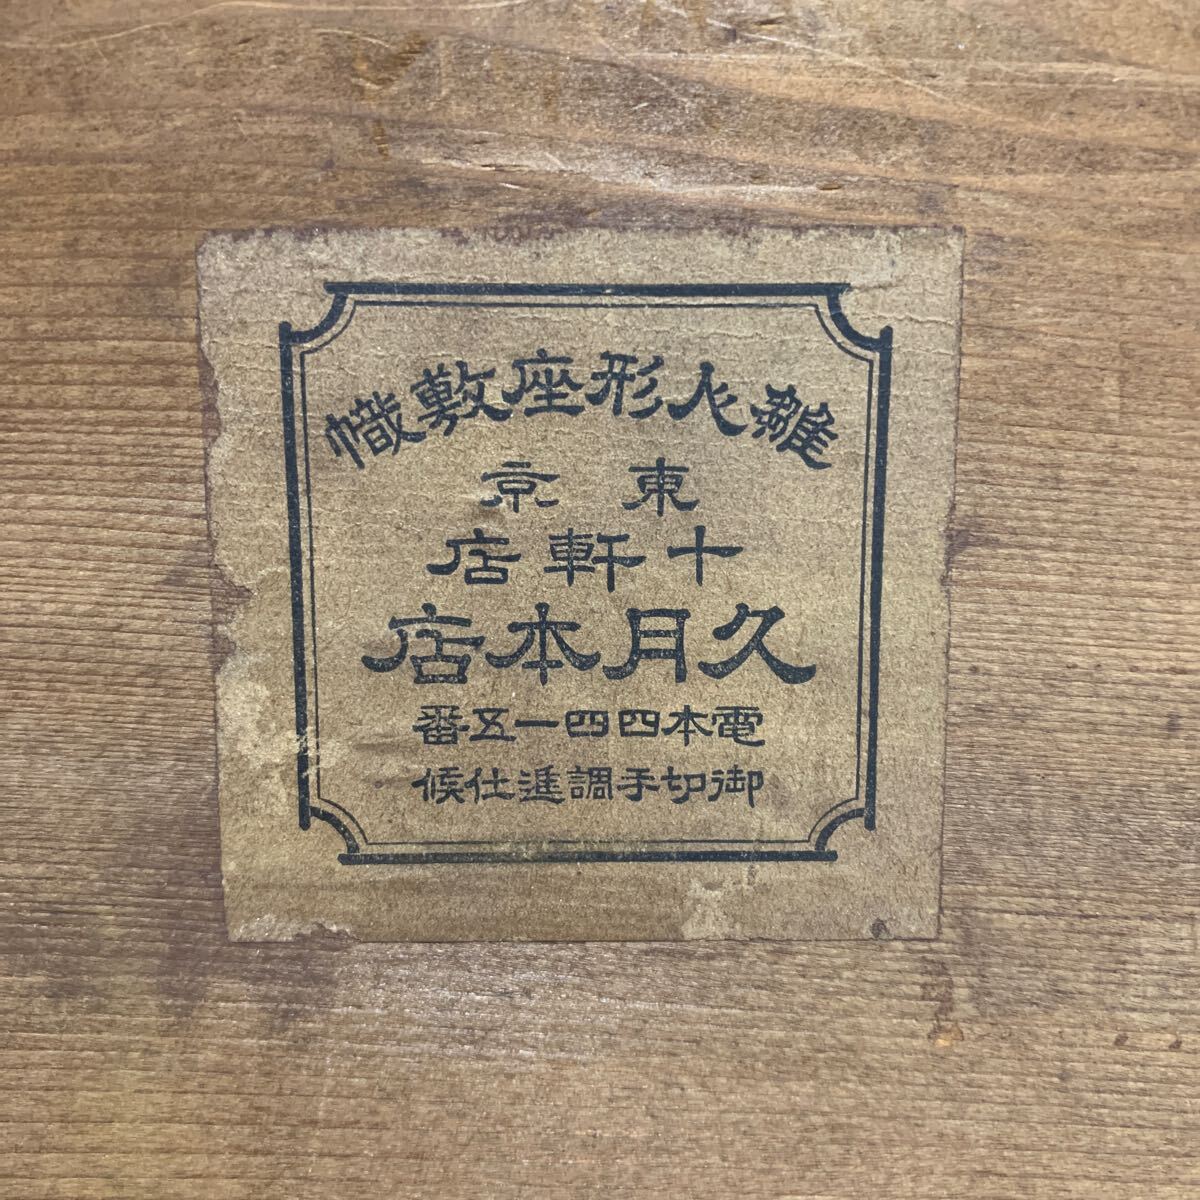 雛人形座敷幟
東京
十軒店
久月本店
電本四四一五番
御切手調進仕候